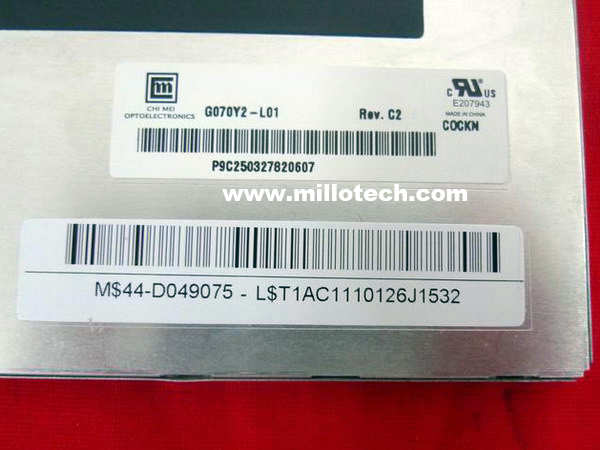 CHI MEI
OPTOELECTRONICS
G070Y2-L01
Rev. C2
C US
E207943
MADE IN CHINA
COCKN
P9C250327820607
www.millotech.com
M$44-D049075 - L$T1AC1110126J1532